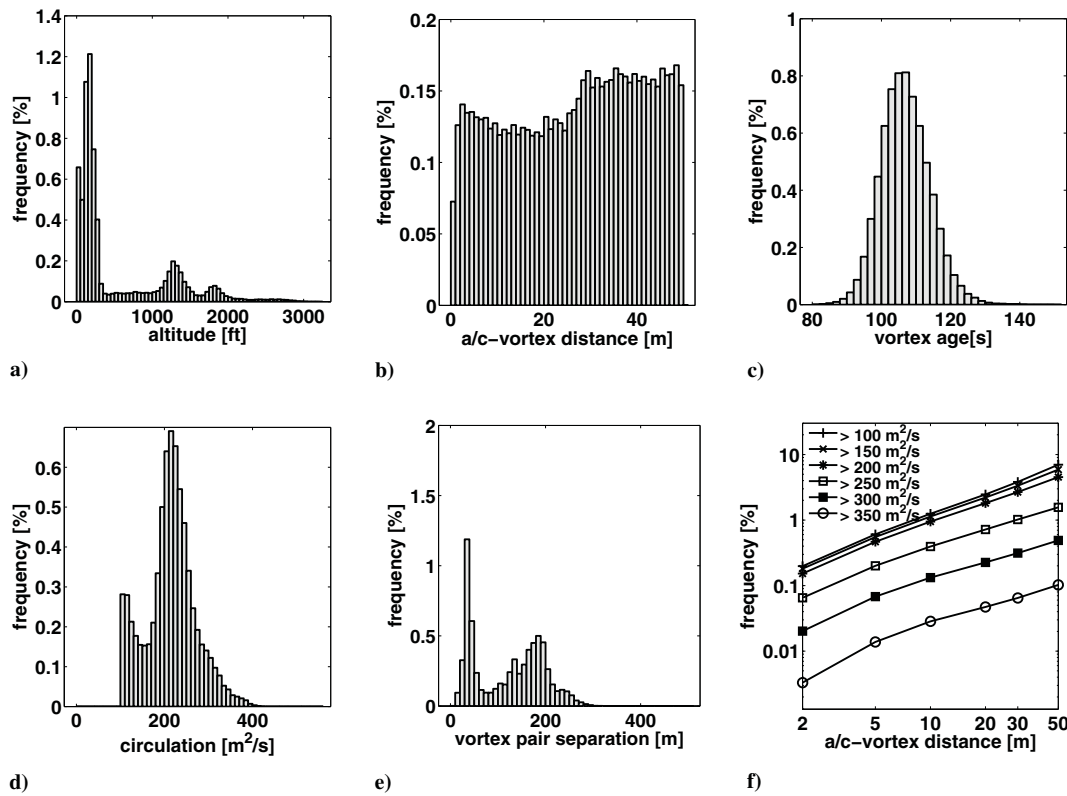 1.4
1.2
1
0.8
0.6
0.4
0.2
0
frequency [%]
0 1000 2000 3000
altitude [ft]
a)
0.2
0.15
0.1
0.05
0
frequency [%]
0 20 40
a/c–vortex distance [m]
b)
1
0.8
0.6
0.4
0.2
0
frequency [%]
80 100 120 140
vortex age[s]
c)
0.6
0.5
0.4
0.3
0.2
0.1
0
frequency [%]
0 200 400
circulation [m²/s]
d)
2
1.5
1
0.5
0
frequency [%]
0 200 400
vortex pair separation [m]
e)
> 100 m²/s
> 150 m²/s
> 200 m²/s
> 250 m²/s
> 300 m²/s
> 350 m²/s
10
1
0.1
0.01
frequency [%]
2 5 10 20 30 50
a/c–vortex distance [m]
f)